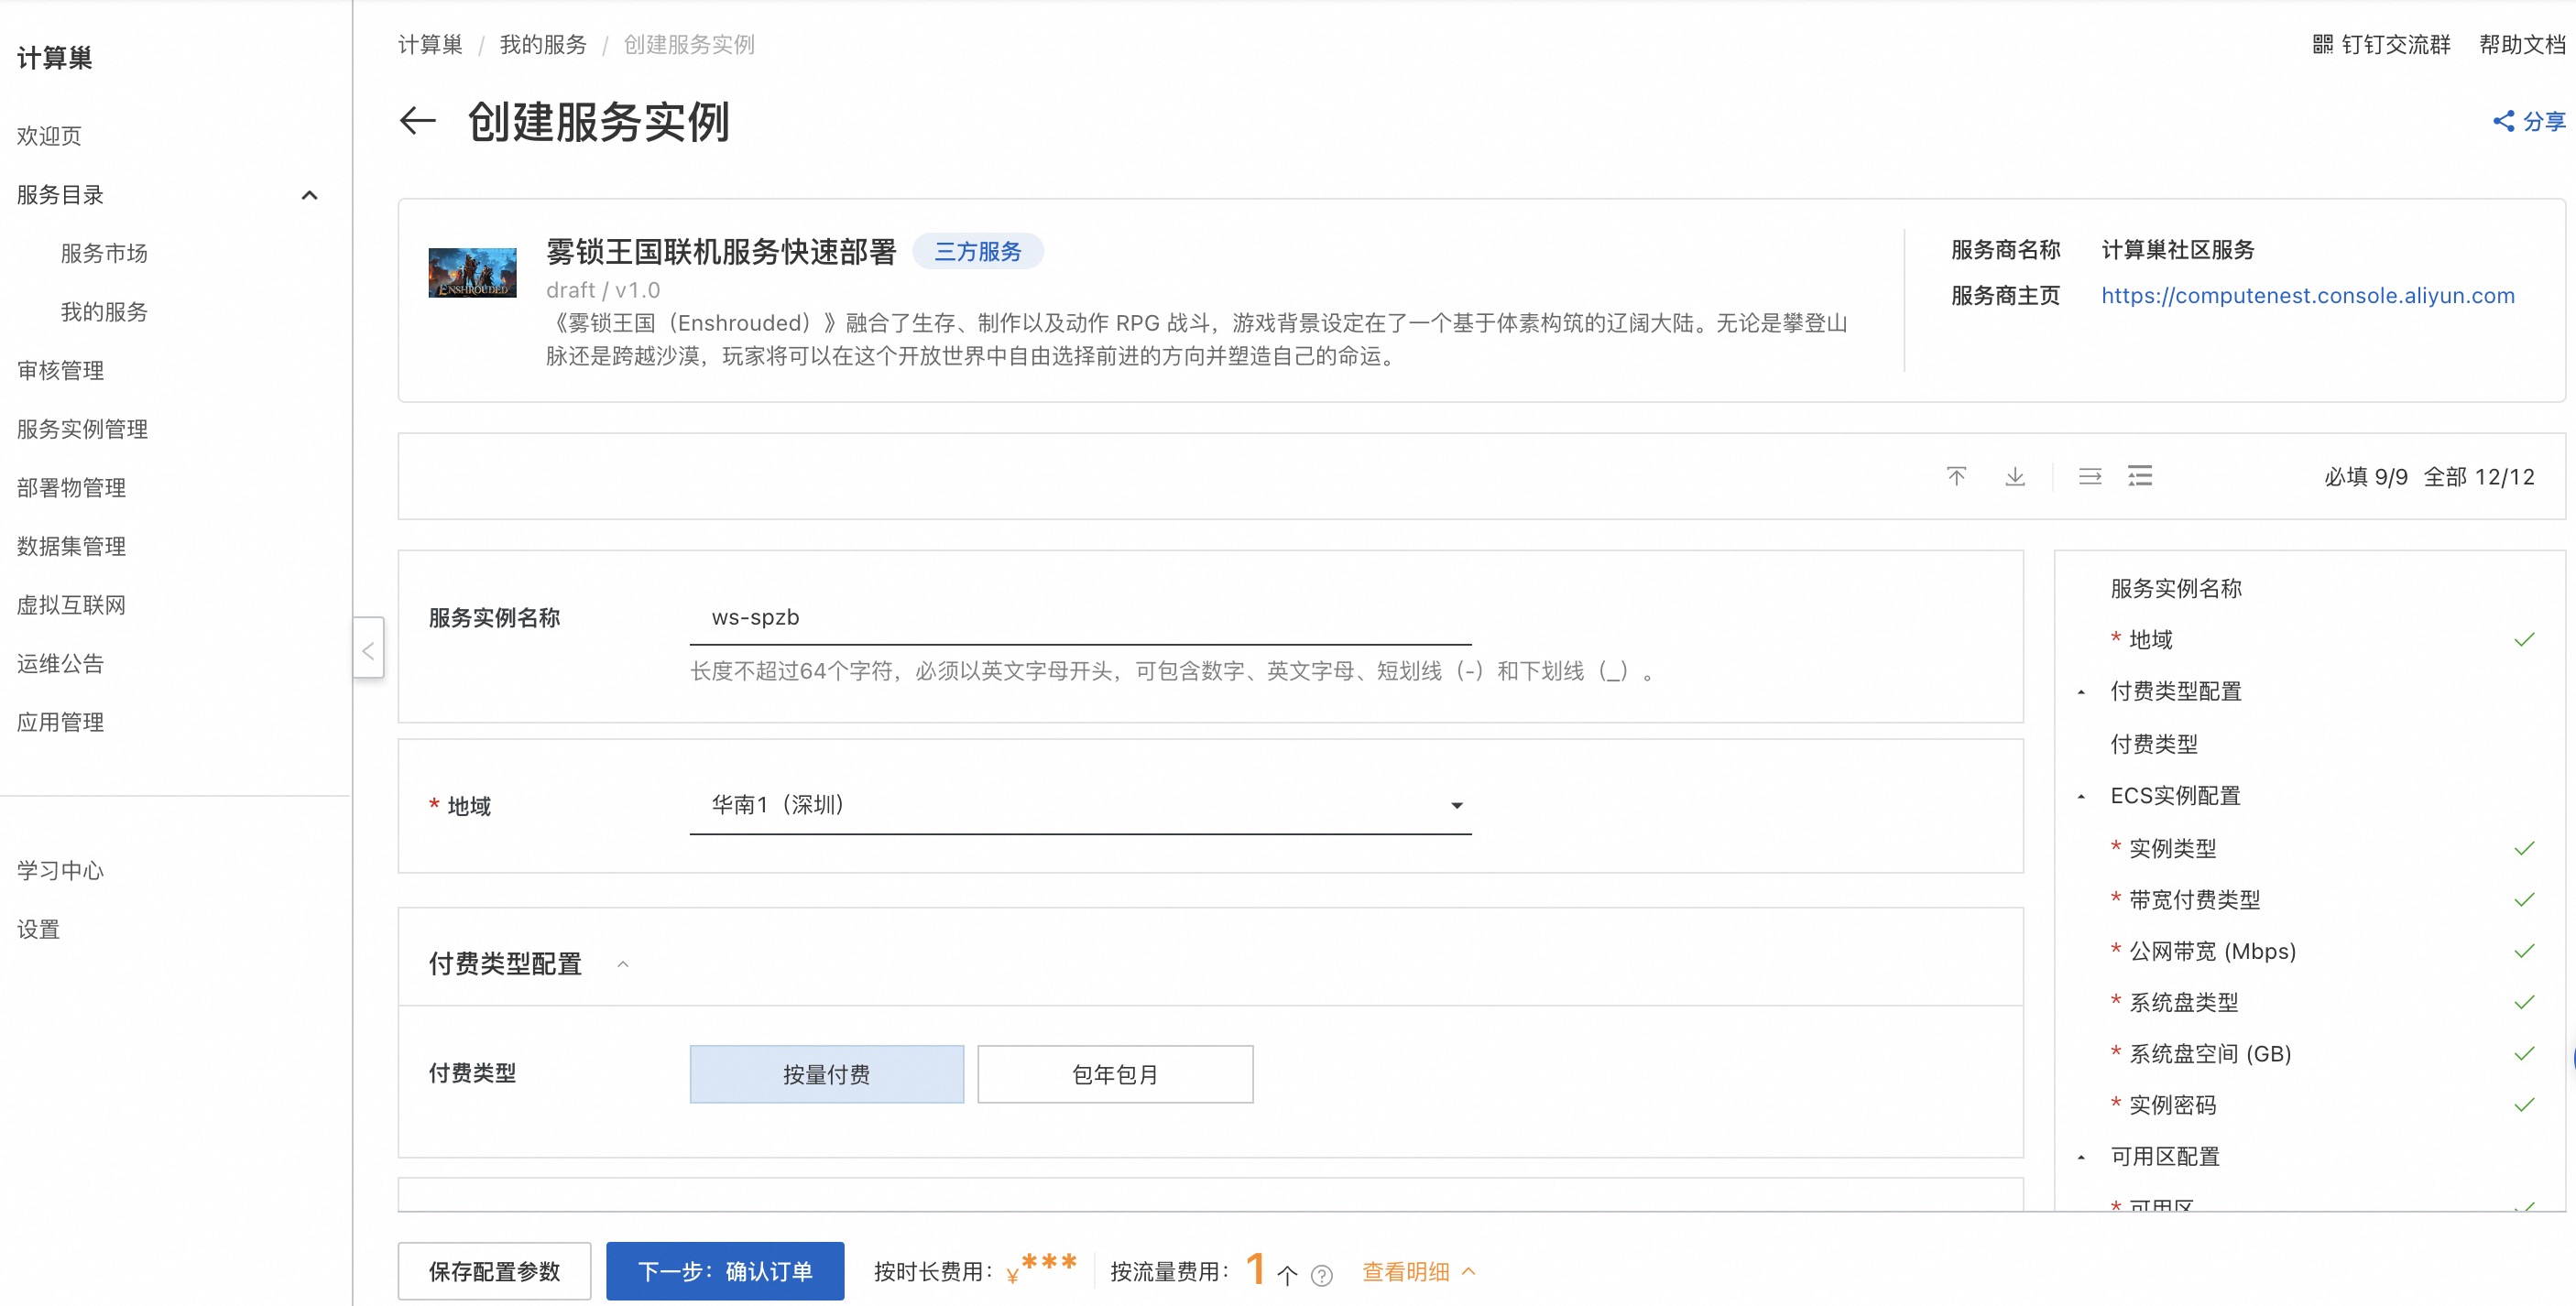 计算巢
欢迎页
服务目录
服务市场
我的服务
审核管理
服务实例管理
部署物管理
数据集管理
虚拟互联网
运维公告
应用管理
学习中心
设置
计算巢 / 我的服务 / 创建服务实例
钉钉交流群 帮助文档
创建服务实例
分享
ENSHROUDED
雾锁王国联机服务快速部署 三方服务
draft / v1.0
《雾锁王国（Enshrouded）》融合了生存、制作以及动作 RPG 战斗，游戏背景设定在了一个基于体素构筑的辽阔大陆。无论是攀登山
脉还是跨越沙漠，玩家将可以在这个开放世界中自由选择前进的方向并塑造自己的命运。
服务商名称 计算巢社区服务
服务商主页 https://computenest.console.aliyun.com
必填 9/9 全部 12/12
服务实例名称 ws-spzb
长度不超过64个字符，必须以英文字母开头，可包含数字、英文字母、短划线（-）和下划线（_）。
* 地域 华南1（深圳）
付费类型配置
付费类型 按量付费 包年包月
服务实例名称
* 地域
付费类型配置
付费类型
ECS实例配置
* 实例类型
* 带宽付费类型
* 公网带宽 (Mbps)
* 系统盘类型
* 系统盘空间 (GB)
* 实例密码
可用区配置
* 可用区
保存配置参数 下一步：确认订单 按时长费用：¥*** 按流量费用：1 个 ? 查看明细